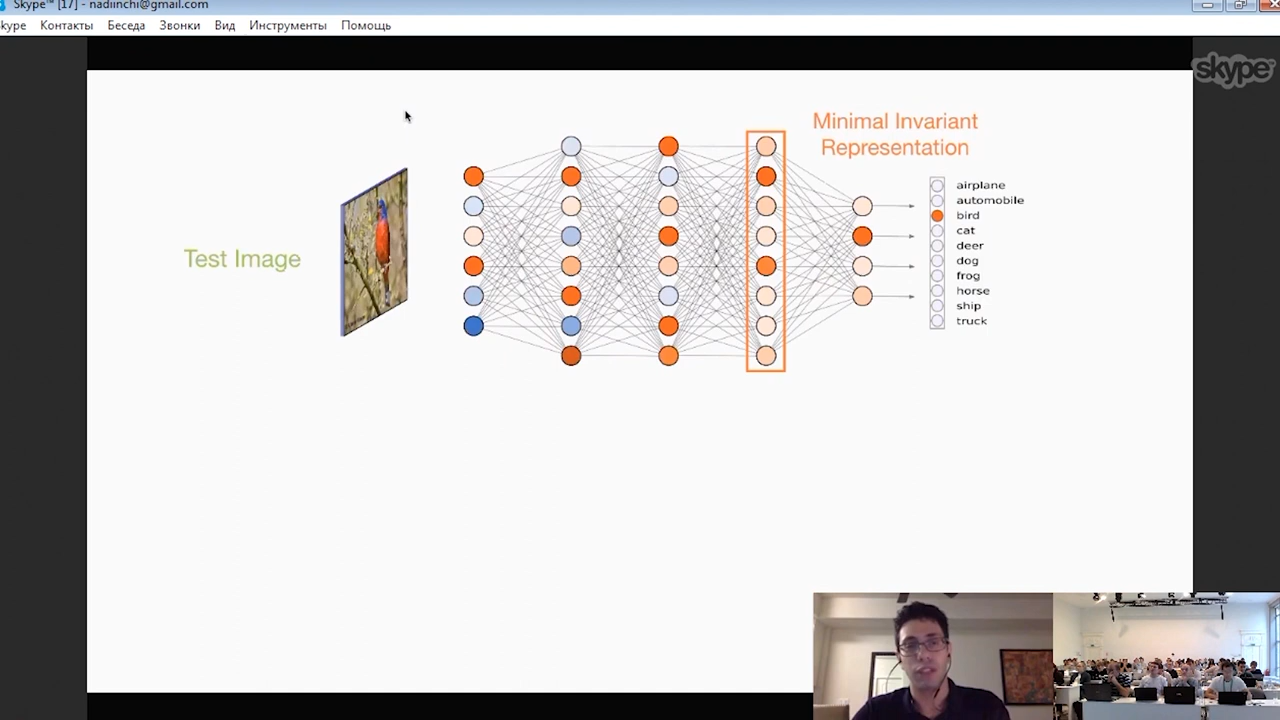 Skype™ [17] - nadiinchi@gmail.com
kype Контакты Беседа Звонки Вид Инструменты Помощь
skype
Minimal Invariant
Representation
Test Image
airplane
automobile
bird
cat
deer
dog
frog
horse
ship
truck